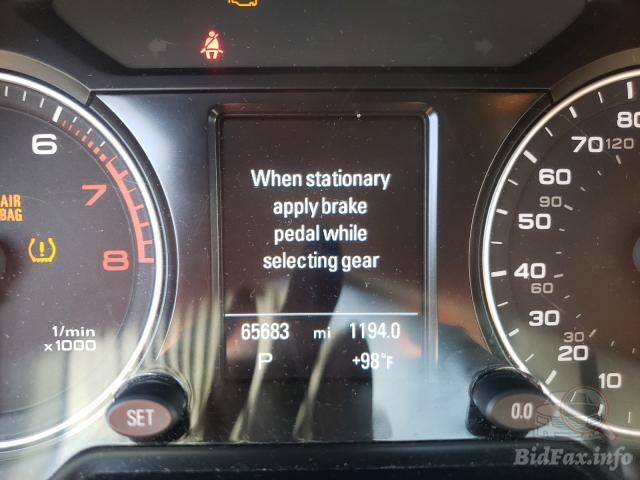 When stationary
apply brake
pedal while
selecting gear
65683 mi 1194.0
P +98°F
6
7
8
AIR
BAG
1/min
x1000
SET
80
70 120
60
90
50
40
60
30
30
20
10
0.0
BidFax.info